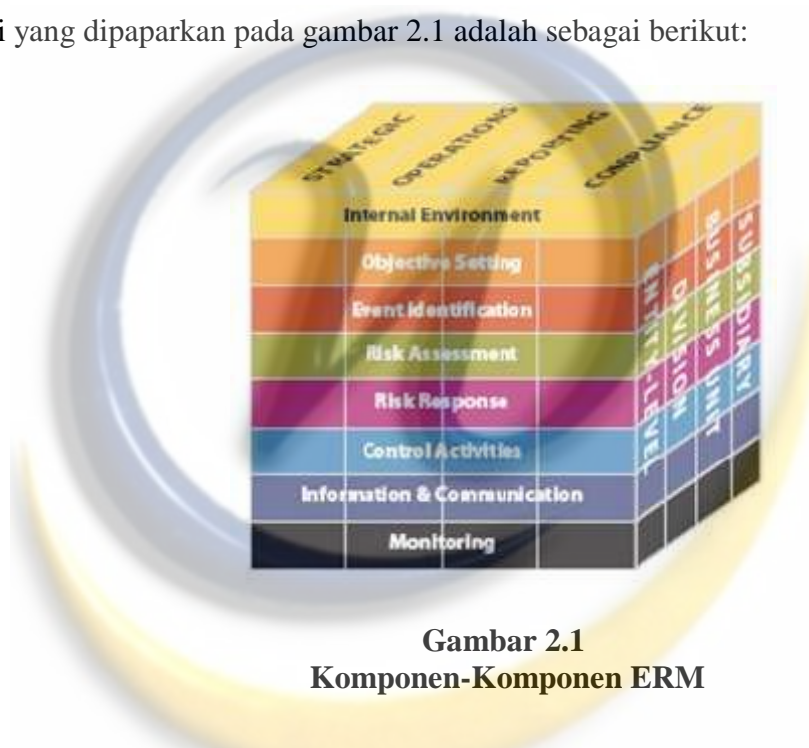 i yang dipaparkan pada gambar 2.1 adalah sebagai berikut:
STRATEGIC
OPERATIONS
REPORTING
COMPLIANCE
Internal Environment
Objective Setting
Event Identification
Risk Assessment
Risk Response
Control Activities
Information & Communication
Monitoring
ENTITY-LEVEL
DIVISION
BUSINESS UNIT
SUBSIDIARY
Gambar 2.1
Komponen-Komponen ERM